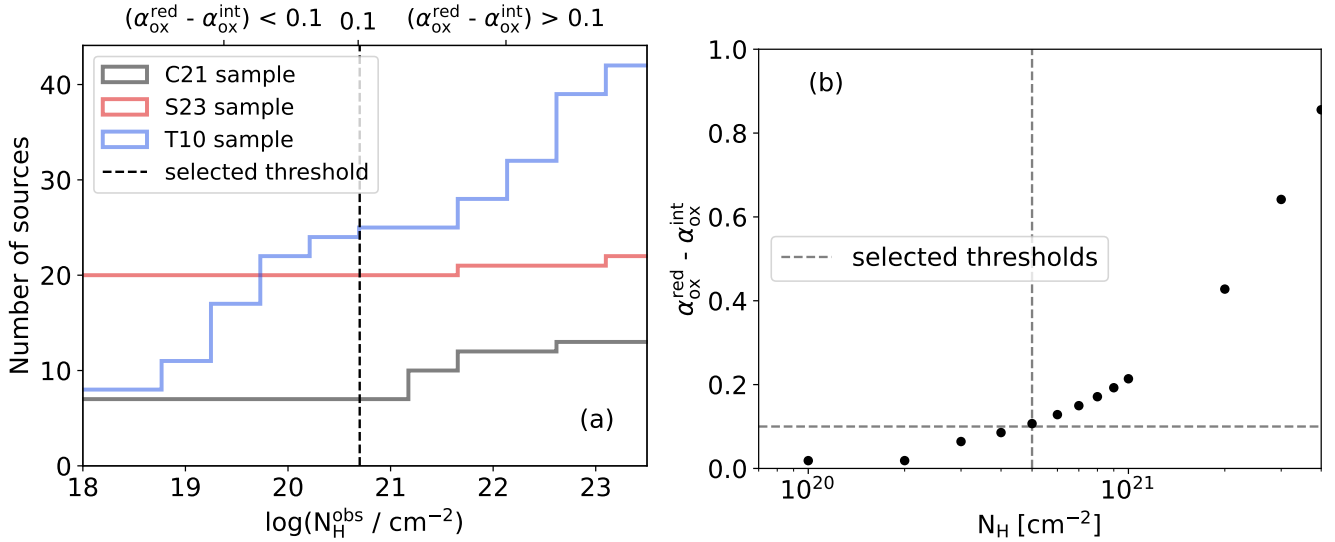 (α_ox^red - α_ox^int) < 0.1 0.1 (α_ox^red - α_ox^int) > 0.1
C21 sample
S23 sample
T10 sample
selected threshold
(a)
Number of sources
40
30
20
10
0
18 19 20 21 22 23
log(N_H^obs / cm^−2)
(b)
selected thresholds
α_ox^red - α_ox^int
1.0
0.8
0.6
0.4
0.2
0.0
10^20 10^21
N_H [cm^−2]